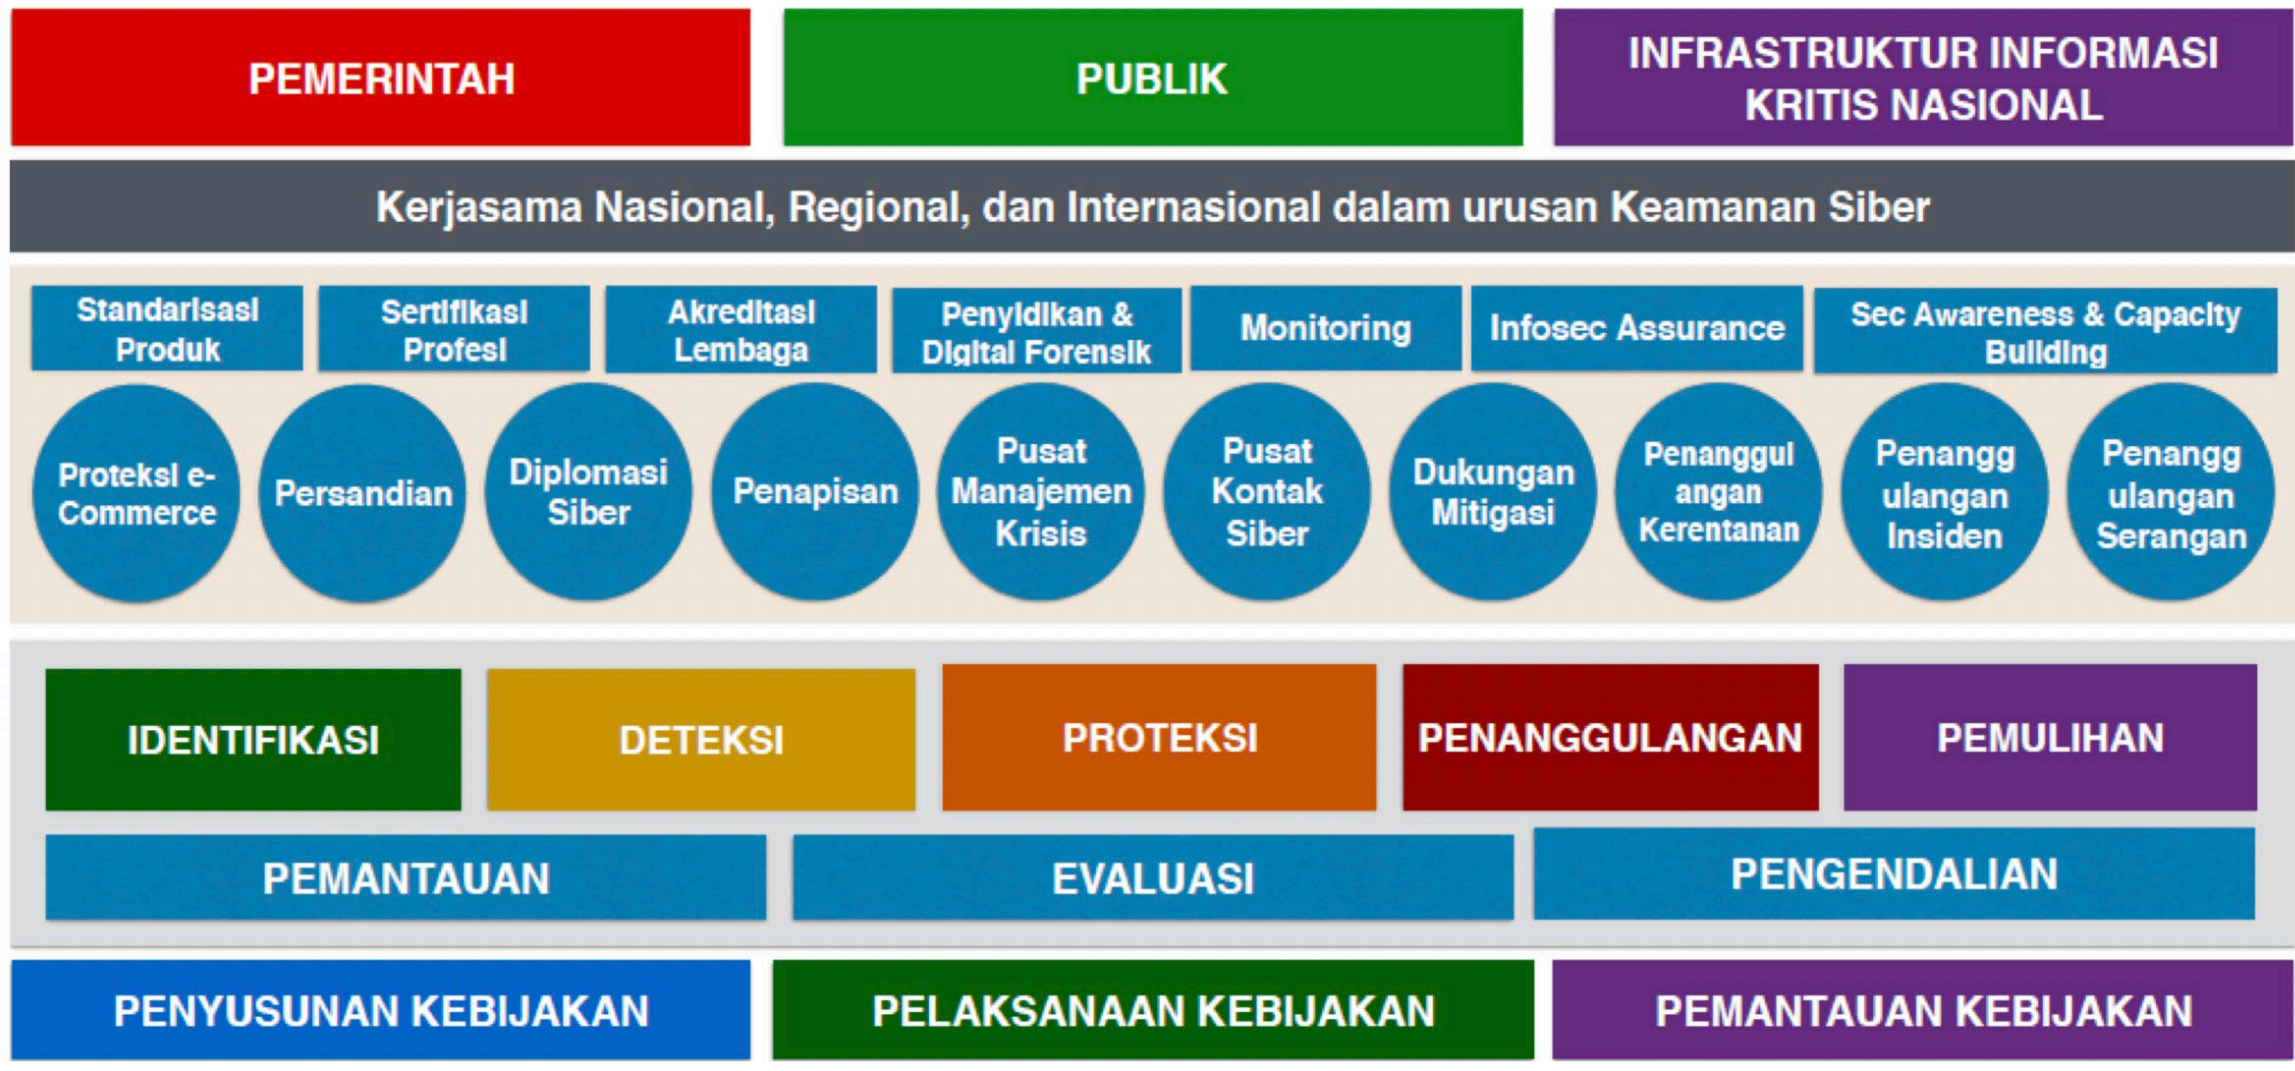 PEMERINTAH
PUBLIK
INFRASTRUKTUR INFORMASI
KRITIS NASIONAL
Kerjasama Nasional, Regional, dan Internasional dalam urusan Keamanan Siber
Standarisasi
Produk
Sertifikasi
Profesi
Akreditasi
Lembaga
Penyidikan &
Digital Forensik
Monitoring
Infosec Assurance
Sec Awareness & Capacity
Building
Proteksi e-
Commerce
Persandian
Diplomasi
Siber
Penapisan
Pusat
Manajemen
Krisis
Pusat
Kontak
Siber
Dukungan
Mitigasi
Penanggul
angan
Kerentanan
Penangg
ulangan
Insiden
Penangg
ulangan
Serangan
IDENTIFIKASI
DETEKSI
PROTEKSI
PENANGGULANGAN
PEMULIHAN
PEMANTAUAN
EVALUASI
PENGENDALIAN
PENYUSUNAN KEBIJAKAN
PELAKSANAAN KEBIJAKAN
PEMANTAUAN KEBIJAKAN